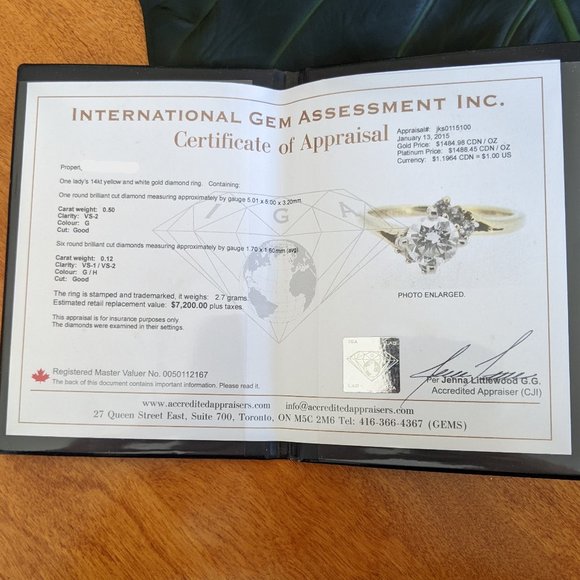 INTERNATIONAL GEM ASSESSMENT INC.
Certificate of Appraisal
Appraisal#: jks0115100
January 13, 2015
Gold Price: $1484.98 CDN / OZ
Platinum Price: $1488.45 CDN / OZ
Currency: $1.1964 CDN = $1.00 US
One lady's 14kt yellow and white gold diamond ring. Containing:
One round brilliant cut diamond measuring approximately by gauge 5.01 x 5.00 x 3.20mm
Carat weight: 0.50
Clarity: VS-2
Colour: G
Cut: Good
Six round brilliant cut diamonds measuring approximately by gauge 1.70 x 1.60mm (avg)
Carat weight: 0.12
Clarity: VS-1 / VS-2
Colour: G / H
Cut: Good
The ring is stamped and trademarked, it weighs: 2.7 grams.
Estimated retail replacement value: $7,200.00 plus taxes
This appraisal is for insurance purposes only.
The diamonds were examined in their settings.
IGA
PHOTO ENLARGED.
IGA LAB
LAB
Registered Master Valuer No. 0050112167
The back of this document contains important information. Please read it.
Per Jenna Littlewood G.G.
Accredited Appraiser (CJI)
www.accreditedappraisers.com info@accreditedappraisers.com
27 Queen Street East, Suite 700, Toronto, ON M5C 2M6 Tel: 416-366-4367 (GEMS)